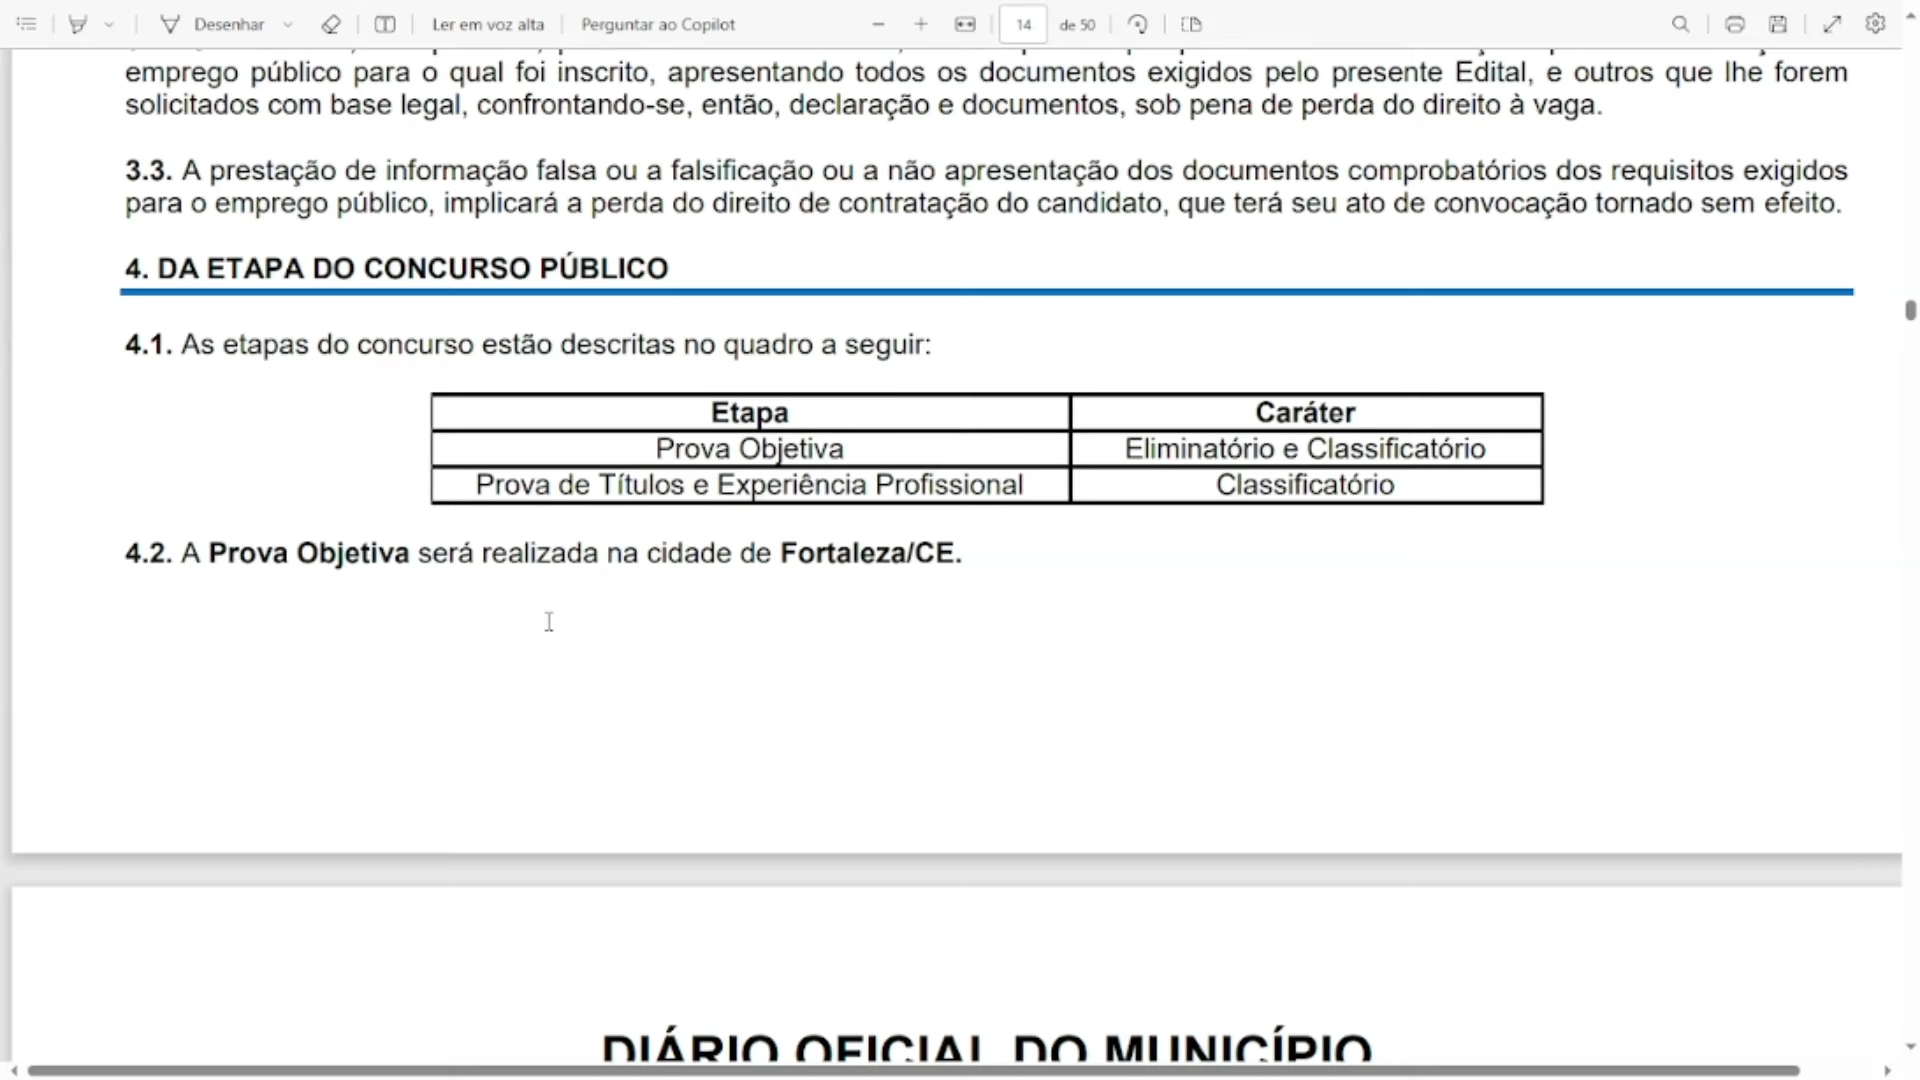 Desenhar
Ler em voz alta
Perguntar ao Copilot
14
de 50
emprego público para o qual foi inscrito, apresentando todos os documentos exigidos pelo presente Edital, e outros que lhe forem
solicitados com base legal, confrontando-se, então, declaração e documentos, sob pena de perda do direito à vaga.
3.3. A prestação de informação falsa ou a falsificação ou a não apresentação dos documentos comprobatórios dos requisitos exigidos
para o emprego público, implicará a perda do direito de contratação do candidato, que terá seu ato de convocação tornado sem efeito.
4. DA ETAPA DO CONCURSO PÚBLICO
4.1. As etapas do concurso estão descritas no quadro a seguir:
Etapa Caráter
Prova Objetiva Eliminatório e Classificatório
Prova de Títulos e Experiência Profissional Classificatório
4.2. A Prova Objetiva será realizada na cidade de Fortaleza/CE.
DIÁRIO OFICIAL DO MUNICÍPIO